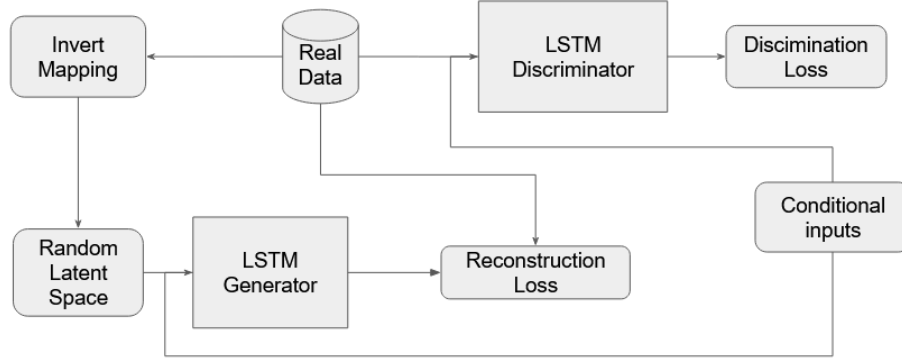 Invert
Mapping
Real
Data
LSTM
Discriminator
Discimination
Loss
Conditional
inputs
Random
Latent
Space
LSTM
Generator
Reconstruction
Loss